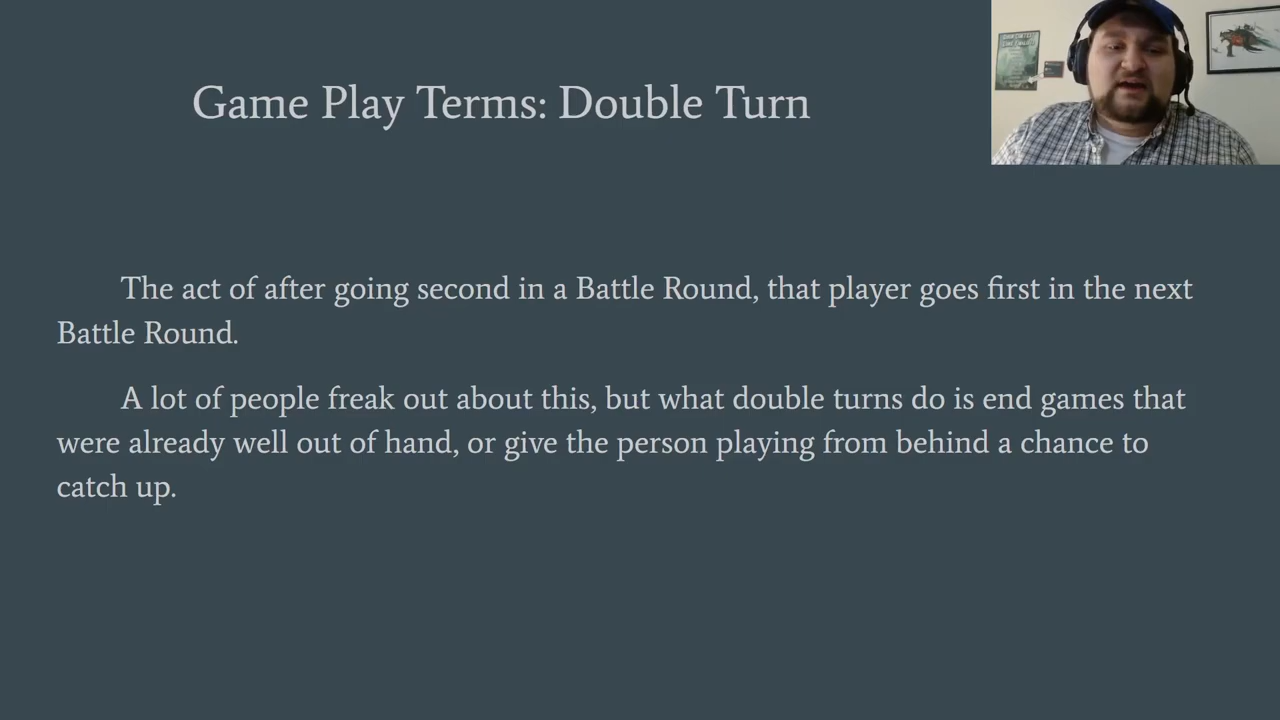 Game Play Terms: Double Turn
The act of after going second in a Battle Round, that player goes first in the next
Battle Round.
A lot of people freak out about this, but what double turns do is end games that
were already well out of hand, or give the person playing from behind a chance to
catch up.